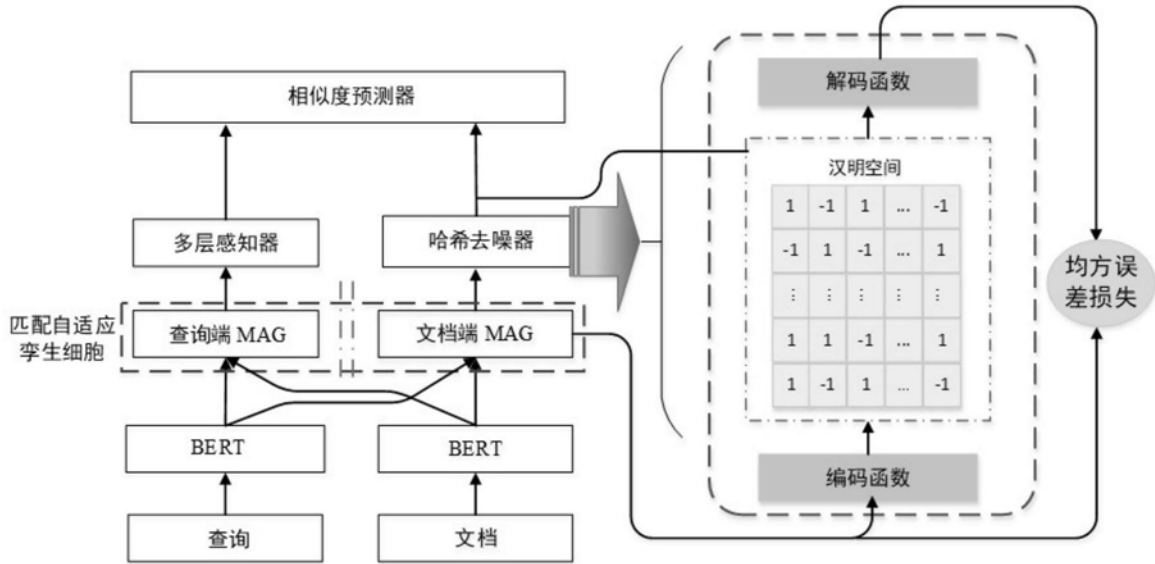 相似度预测器
多层感知器
哈希去噪器
匹配自适应
孪生细胞
查询端 MAG
文档端 MAG
BERT
BERT
查询
文档
解码函数
汉明空间
1 -1 1 ... -1
-1 1 -1 ... 1
⋮ ⋮ ⋮ ⋮ ⋮
1 1 -1 ... 1
1 -1 1 ... -1
编码函数
均方误
差损失